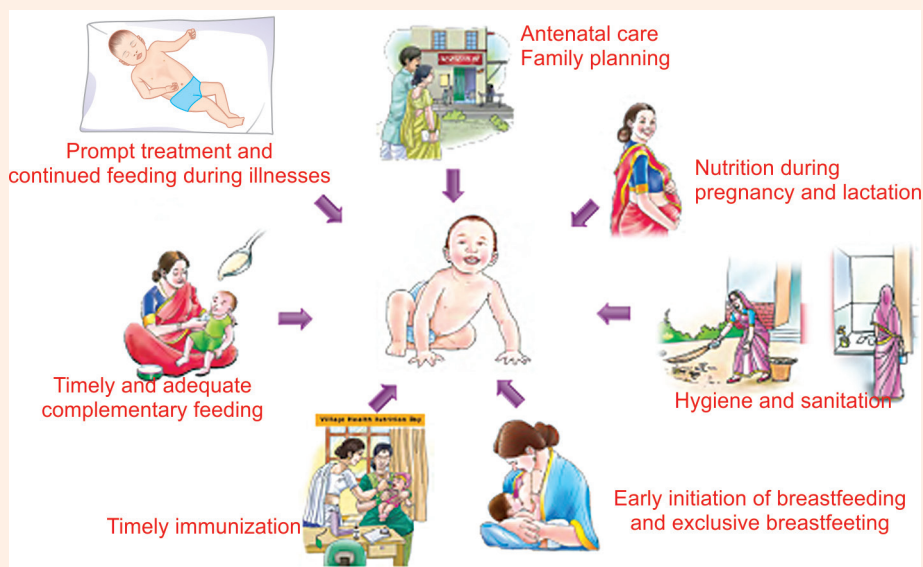 Antenatal care
Family planning
Prompt treatment and
continued feeding during illnesses
Nutrition during
pregnancy and lactation
Timely and adequate
complementary feeding
Hygiene and sanitation
Village Health Nutrition Day
Timely immunization
Early initiation of breastfeeding
and exclusive breastfeeting